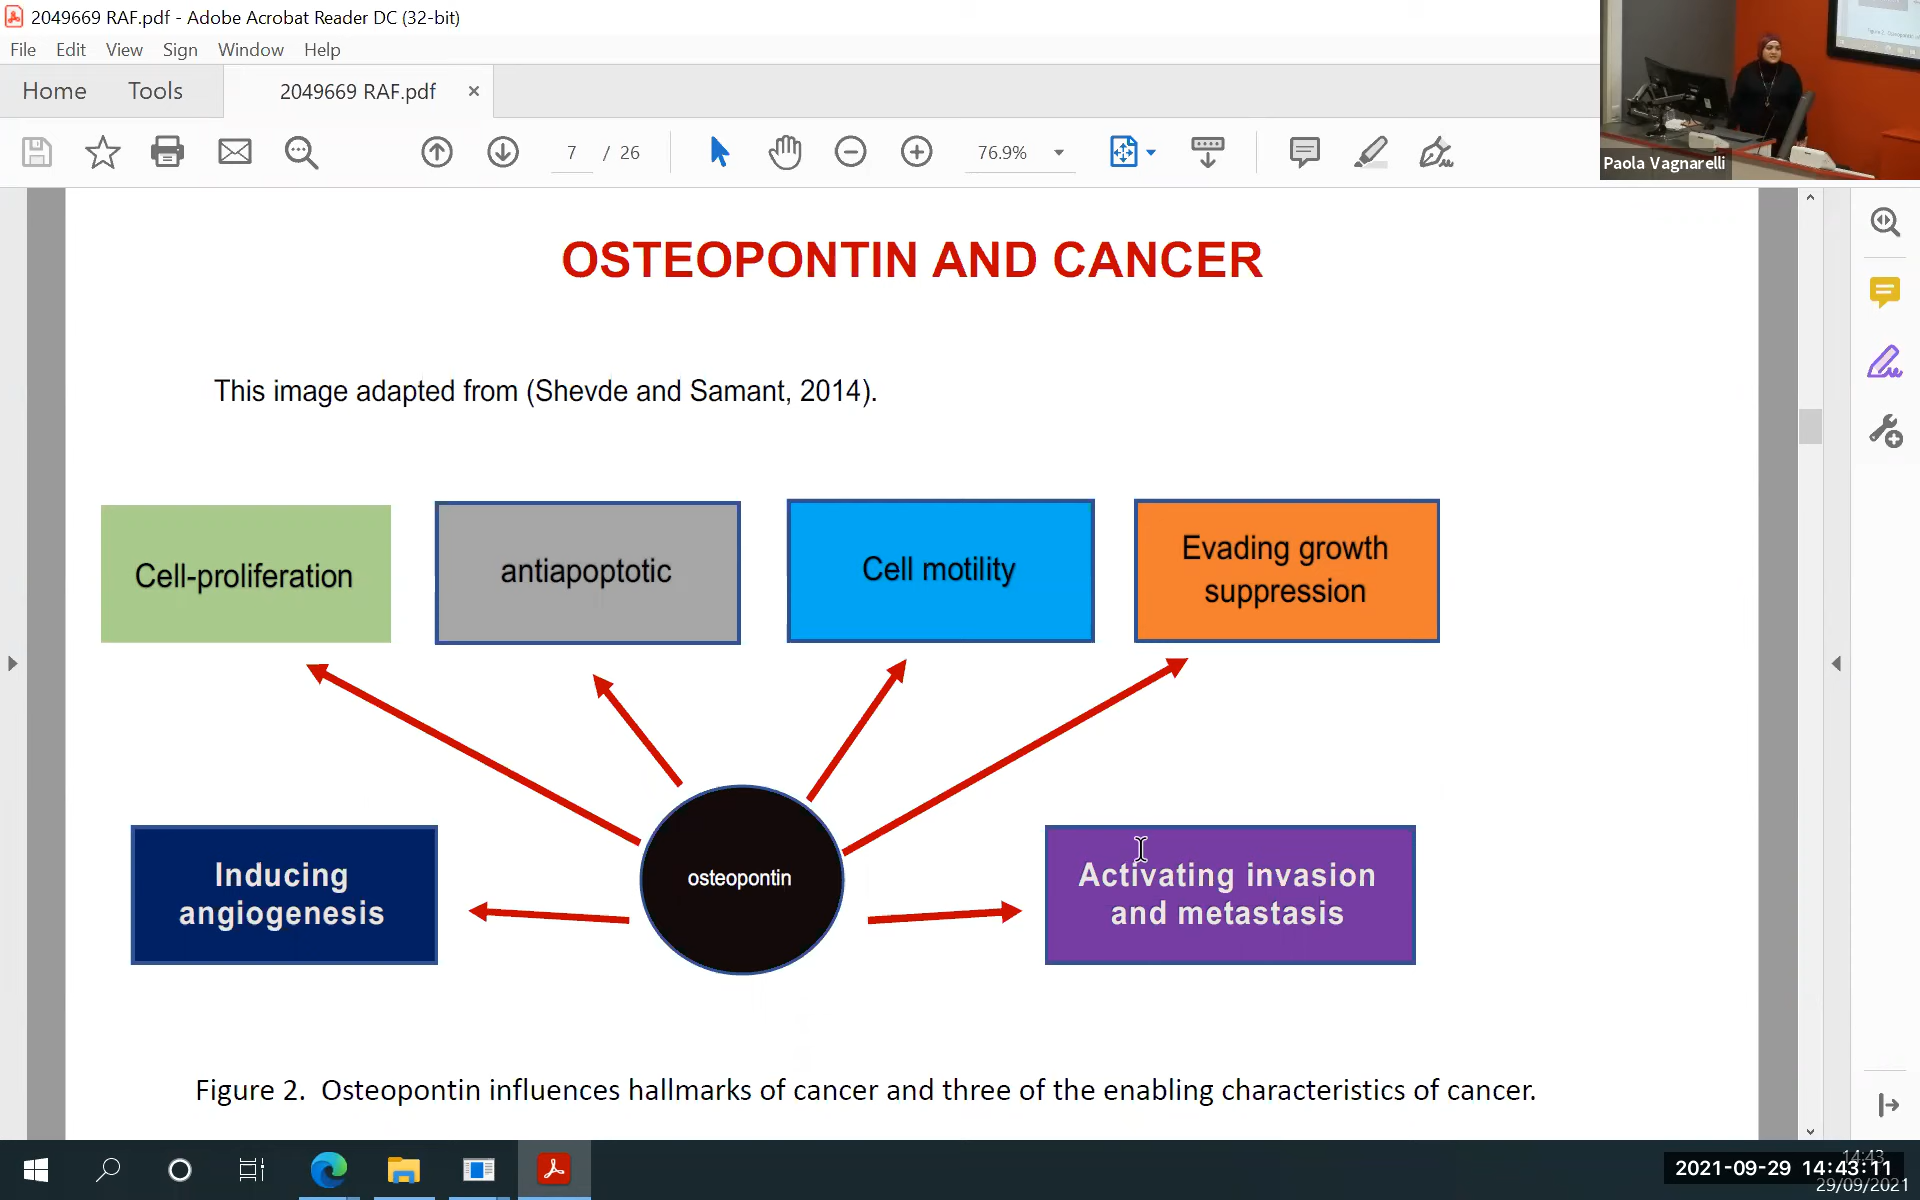 2049669 RAF.pdf - Adobe Acrobat Reader DC (32-bit)
File Edit View Sign Window Help
Home Tools 2049669 RAF.pdf ×
7 / 26 76.9%
Paola Vagnarelli
OSTEOPONTIN AND CANCER
This image adapted from (Shevde and Samant, 2014).
Cell-proliferation
antiapoptotic
Cell motility
Evading growth
suppression
Inducing
angiogenesis
osteopontin
Activating invasion
and metastasis
Figure 2. Osteopontin influences hallmarks of cancer and three of the enabling characteristics of cancer.
14:43
2021-09-29 14:43:11
29/09/2021